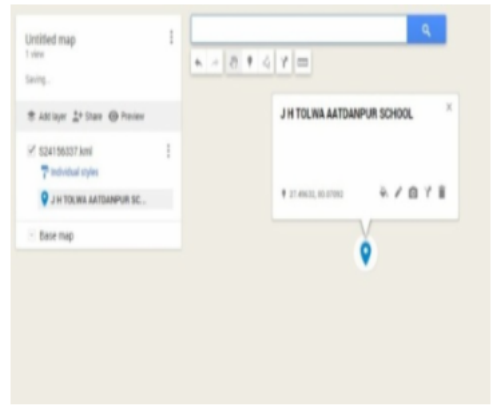 Untitled map
1 view
Saving...
Add layer Share Preview
524156337.kml
Individual styles
J H TOLWA AATDANPUR SC...
Base map
J H TOLWA AATDANPUR SCHOOL